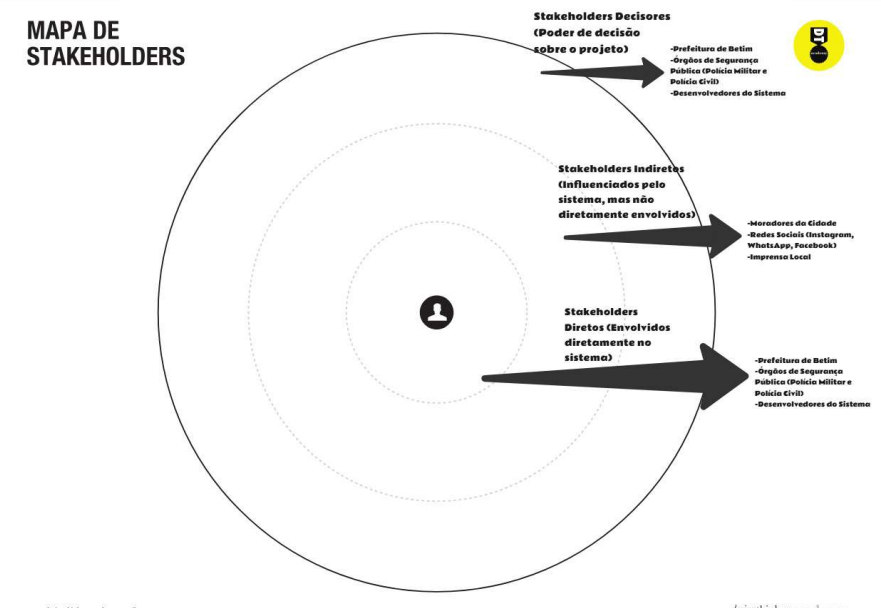 MAPA DE
STAKEHOLDERS
Stakeholders Decisores
(Poder de decisão
sobre o projeto)
-Prefeitura de Betim
-Órgãos de Segurança
Pública (Polícia Militar e
Polícia Civil)
-Desenvolvedores do Sistema
DT
Stakeholders Indiretos
(Influenciados pelo
sistema, mas não
diretamente envolvidos)
-Moradores da Cidade
-Redes Sociais (Instagram,
WhatsApp, Facebook)
-Imprensa Local
Stakeholders
Diretos (Envolvidos
diretamente no
sistema)
-Prefeitura de Betim
-Órgãos de Segurança
Pública (Polícia Militar e
Polícia Civil)
-Desenvolvedores do Sistema